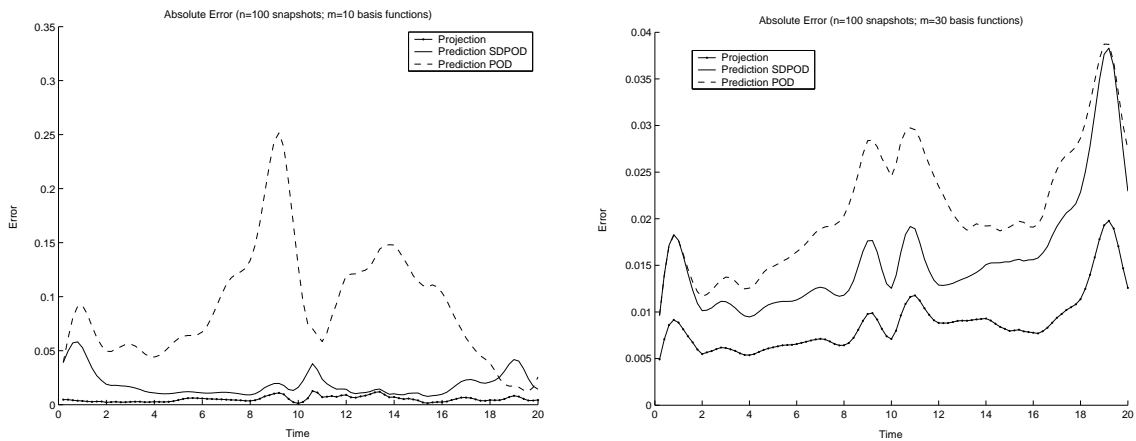 Absolute Error (n=100 snapshots; m=10 basis functions)
0.35
0.3
0.25
0.2
0.15
0.1
0.05
0
Error
Projection
Prediction SDPOD
Prediction POD
0 2 4 6 8 10 12 14 16 18 20
Time
Absolute Error (n=100 snapshots; m=30 basis functions)
0.04
0.035
0.03
0.025
0.02
0.015
0.01
0.005
0
Error
Projection
Prediction SDPOD
Prediction POD
0 2 4 6 8 10 12 14 16 18 20
Time